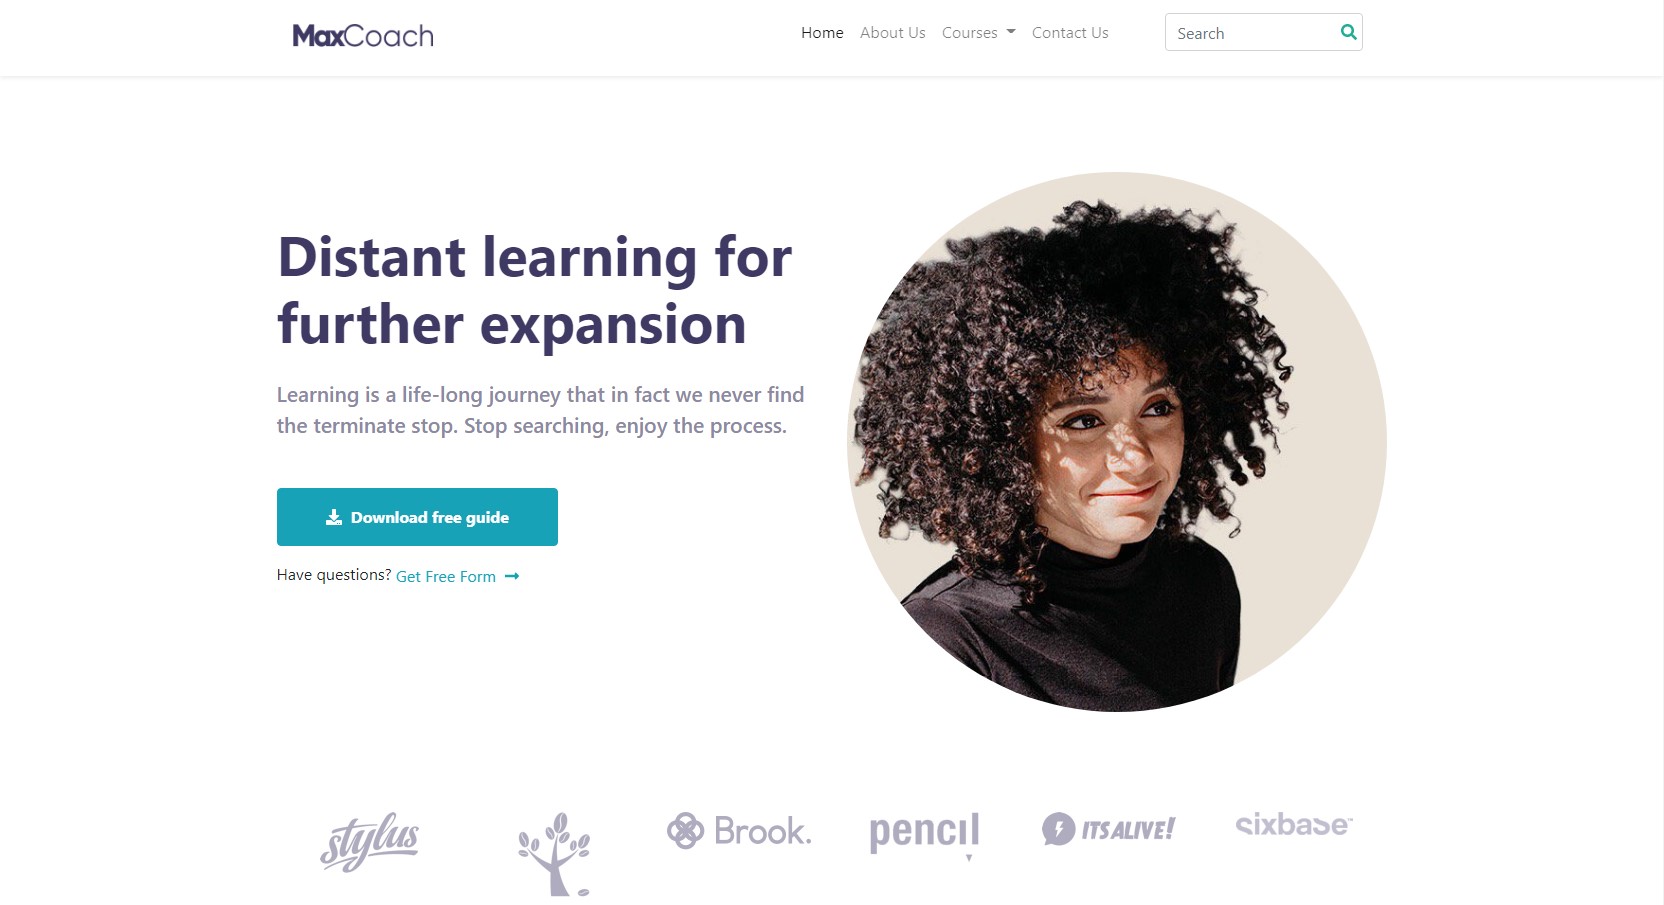 MaxCoach
Home About Us Courses Contact Us
Search
Distant learning for
further expansion
Learning is a life-long journey that in fact we never find
the terminate stop. Stop searching, enjoy the process.
Download free guide
Have questions? Get Free Form
stylus
Brook.
pencil
ITS ALIVE!
sixbase™